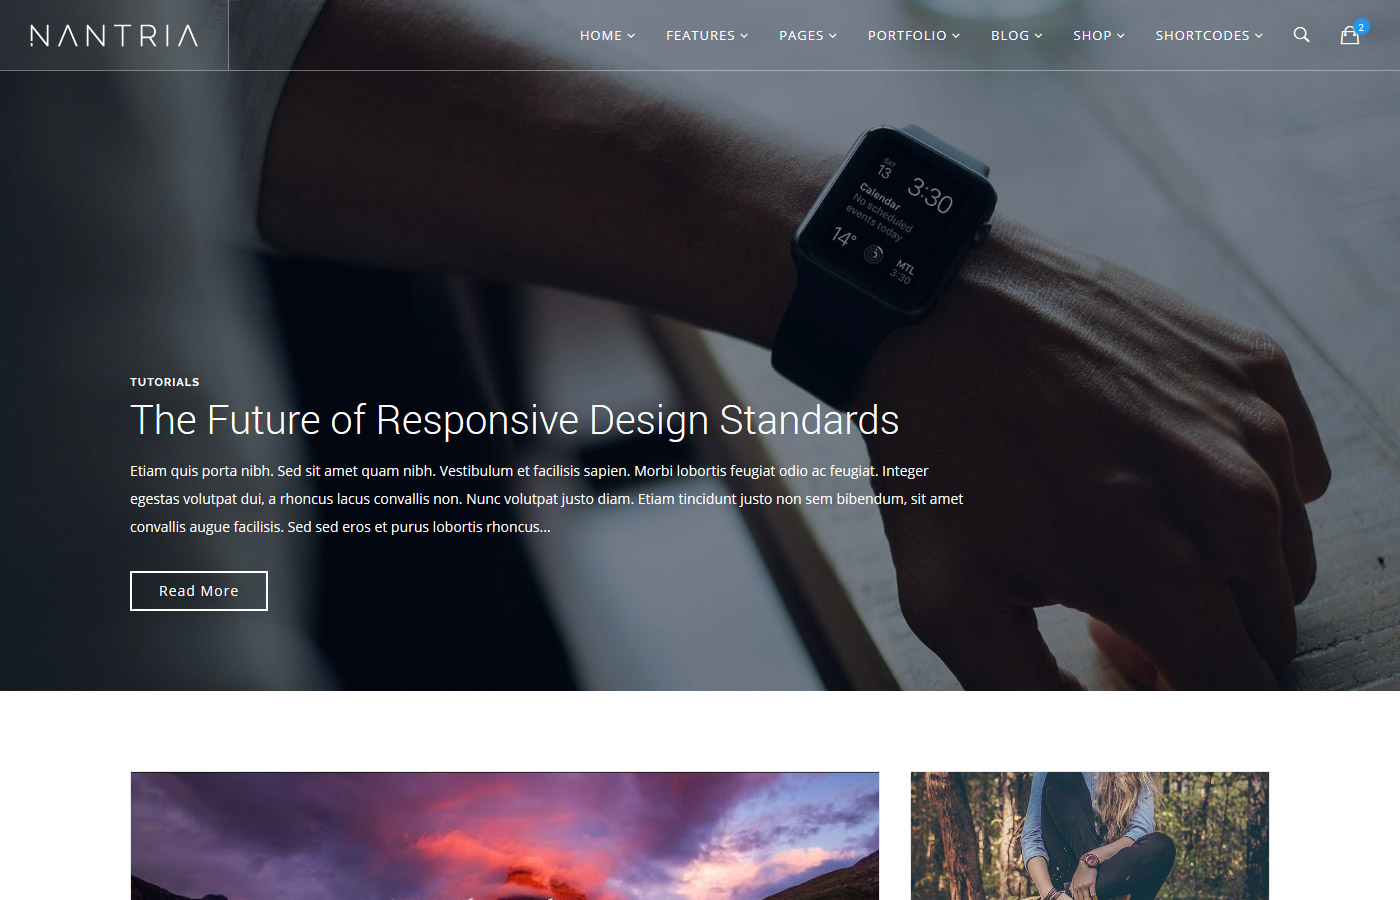 NANTRIA
HOME FEATURES PAGES PORTFOLIO BLOG SHOP SHORTCODES 2
SAT
13 3:30
Calendar
No scheduled
events today
14°
MTL
3:30
TUTORIALS
The Future of Responsive Design Standards
Etiam quis porta nibh. Sed sit amet quam nibh. Vestibulum et facilisis sapien. Morbi lobortis feugiat odio ac feugiat. Integer
egestas volutpat dui, a rhoncus lacus convallis non. Nunc volutpat justo diam. Etiam tincidunt justo non sem bibendum, sit amet
convallis augue facilisis. Sed sed eros et purus lobortis rhoncus...
Read More